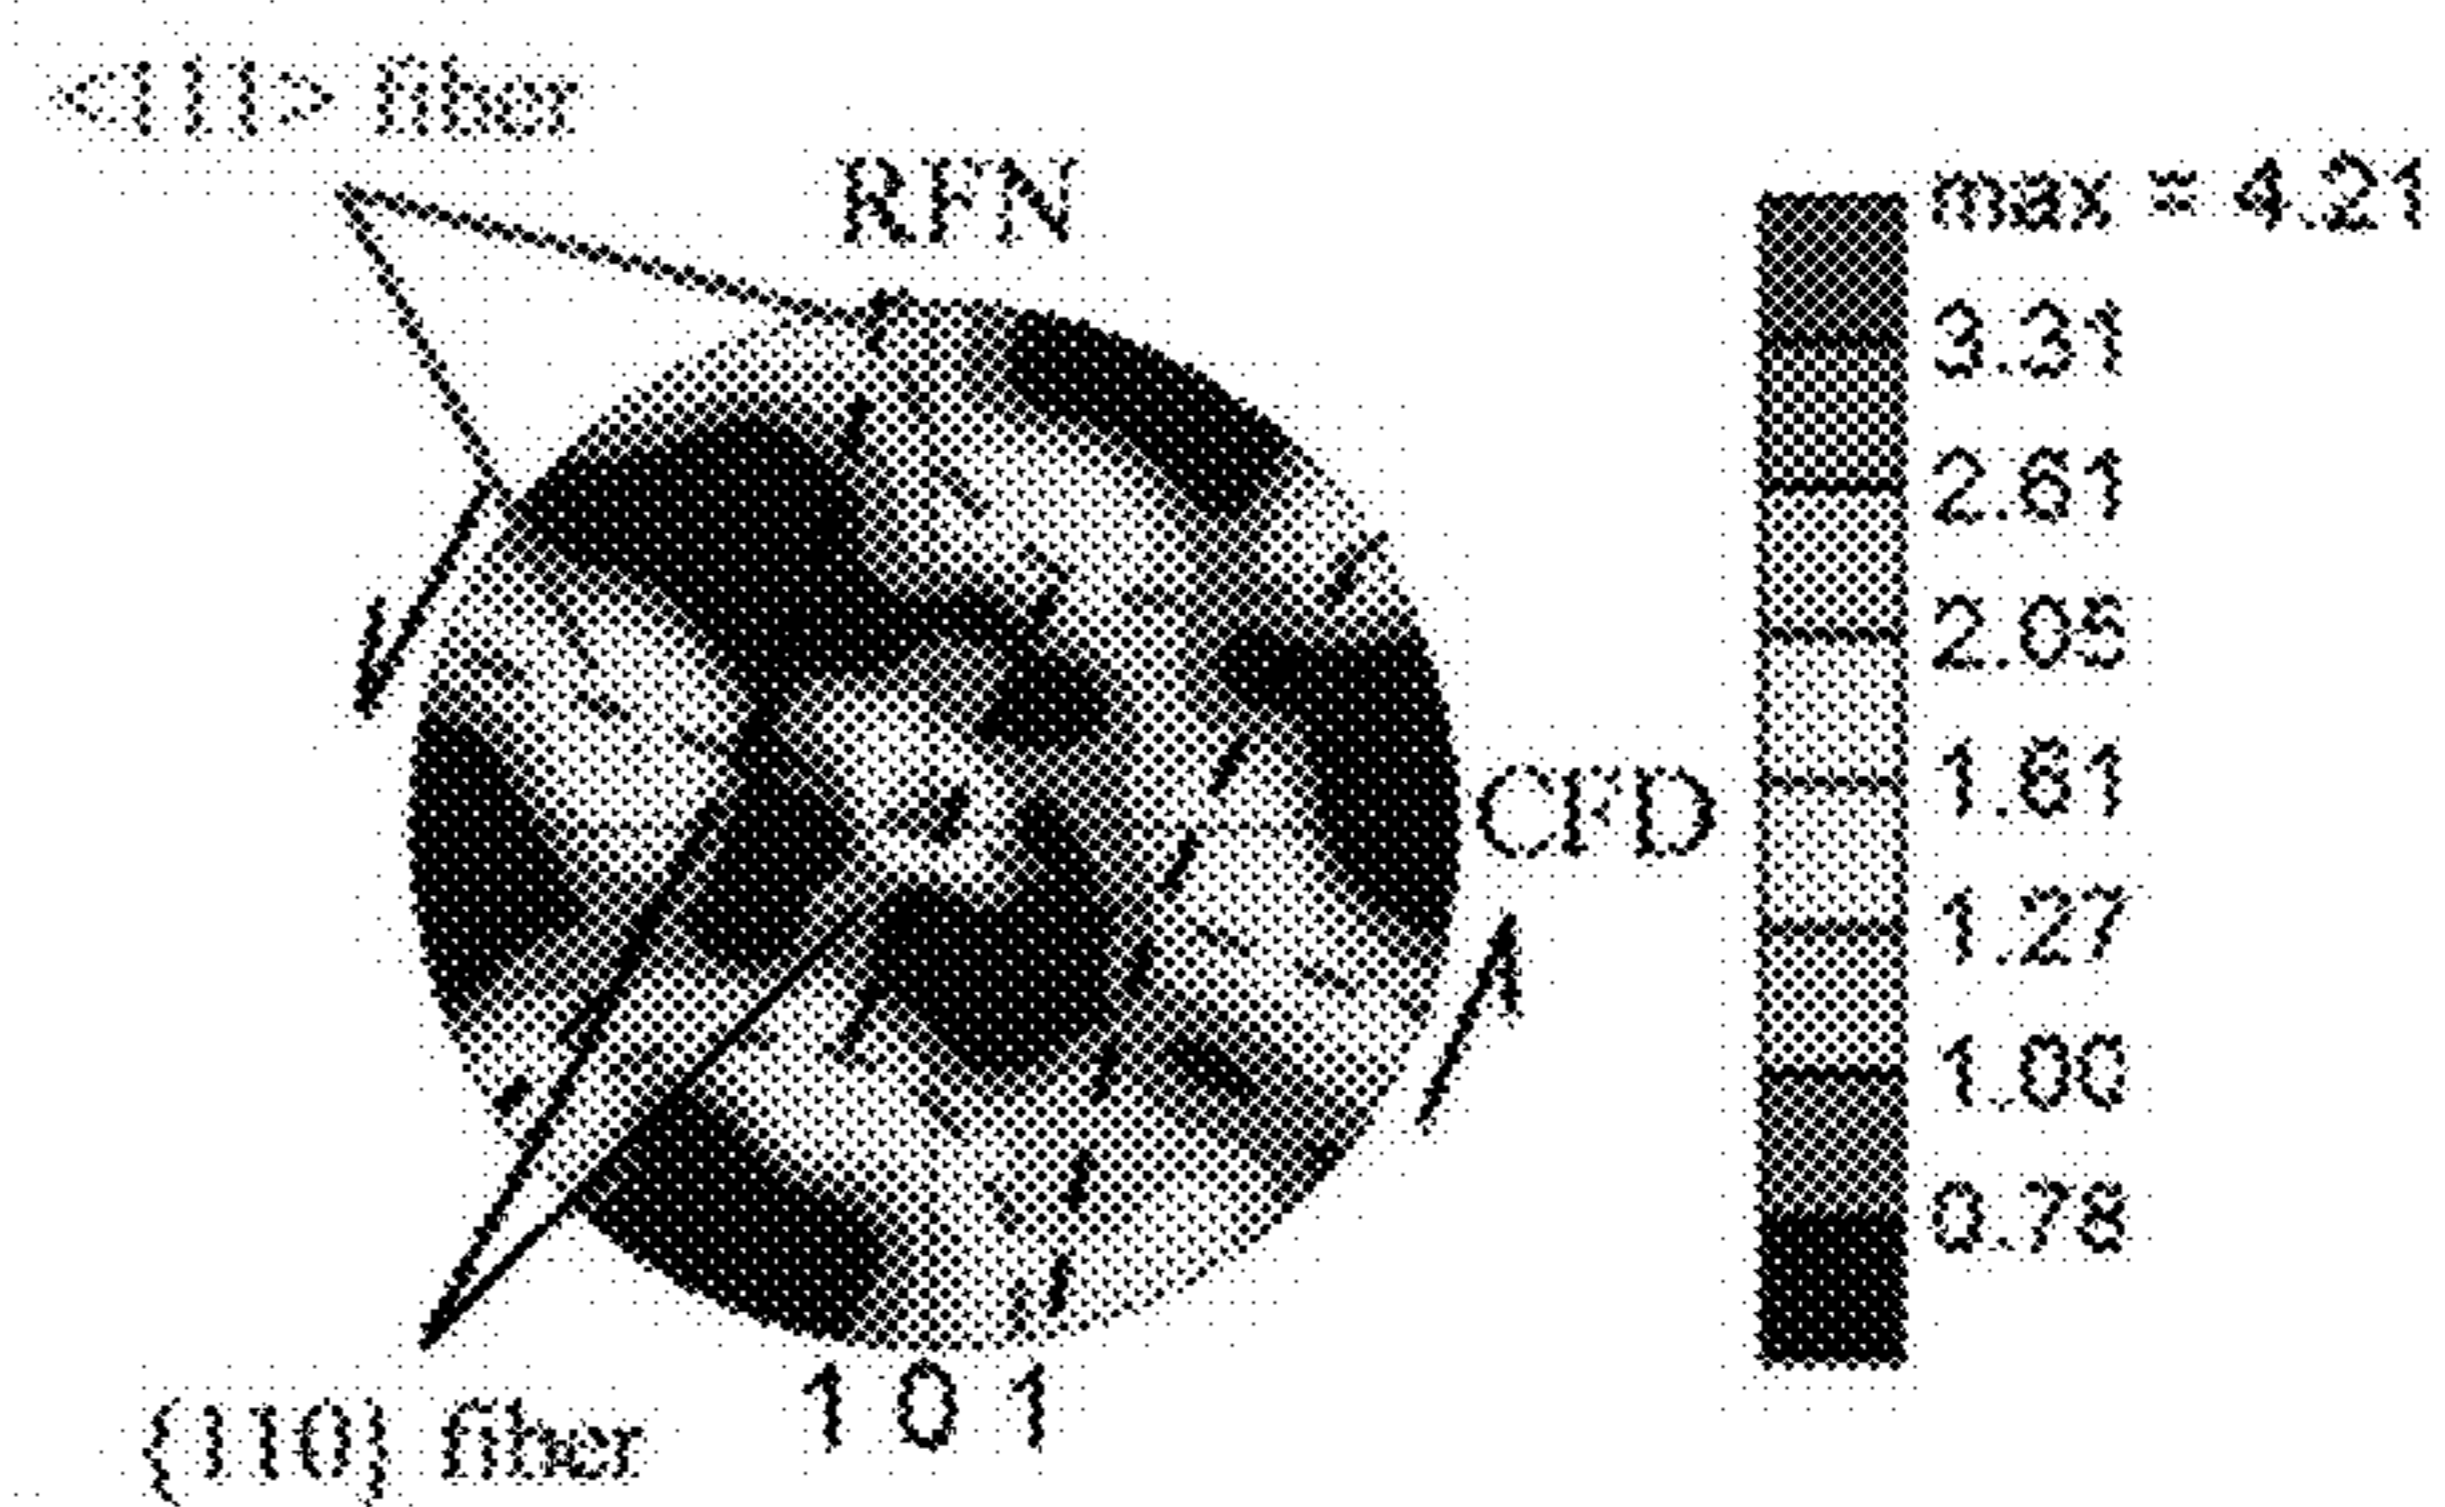 <111> fiber
RFN
max = 4.21
3.31
2.61
2.05
1.61
CFD
1.27
1.00
0.78
101
{110} fiber